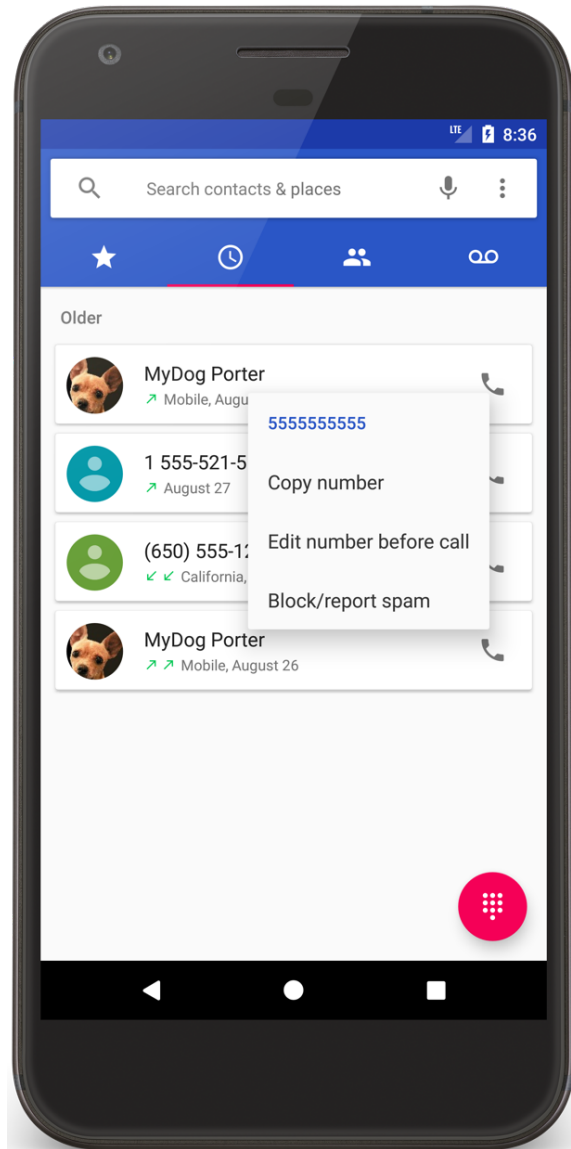 LTE 8:36
Search contacts & places
Older
MyDog Porter
Mobile, Augu
5555555555
1 555-521-5
August 27
Copy number
Edit number before call
(650) 555-12
California,
Block/report spam
MyDog Porter
Mobile, August 26